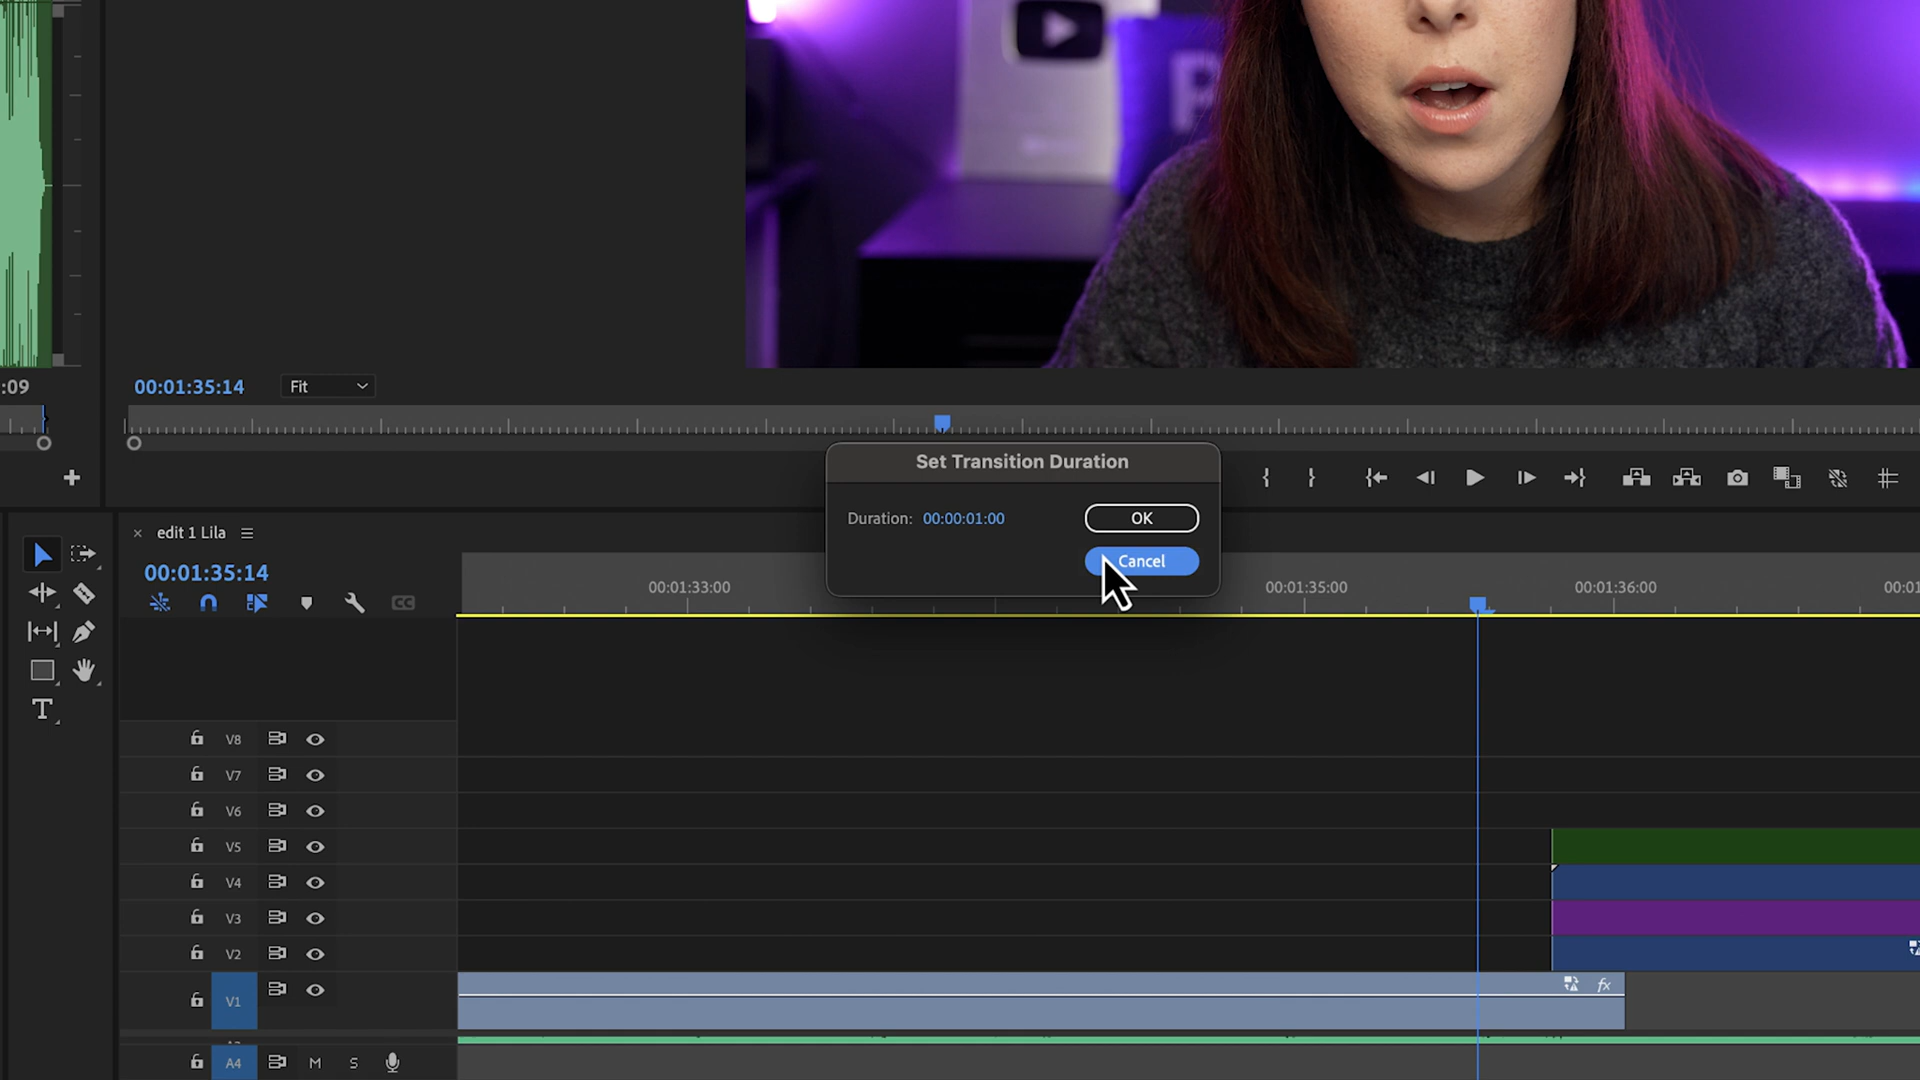 :09
00:01:35:14
Fit
Set Transition Duration
Duration: 00:00:01:00
OK
Cancel
edit 1 Lila
00:01:35:14
00:01:33:00
00:01:35:00
00:01:36:00
CC
T
V8
V7
V6
V5
V4
V3
V2
V1
fx
A4
M
S